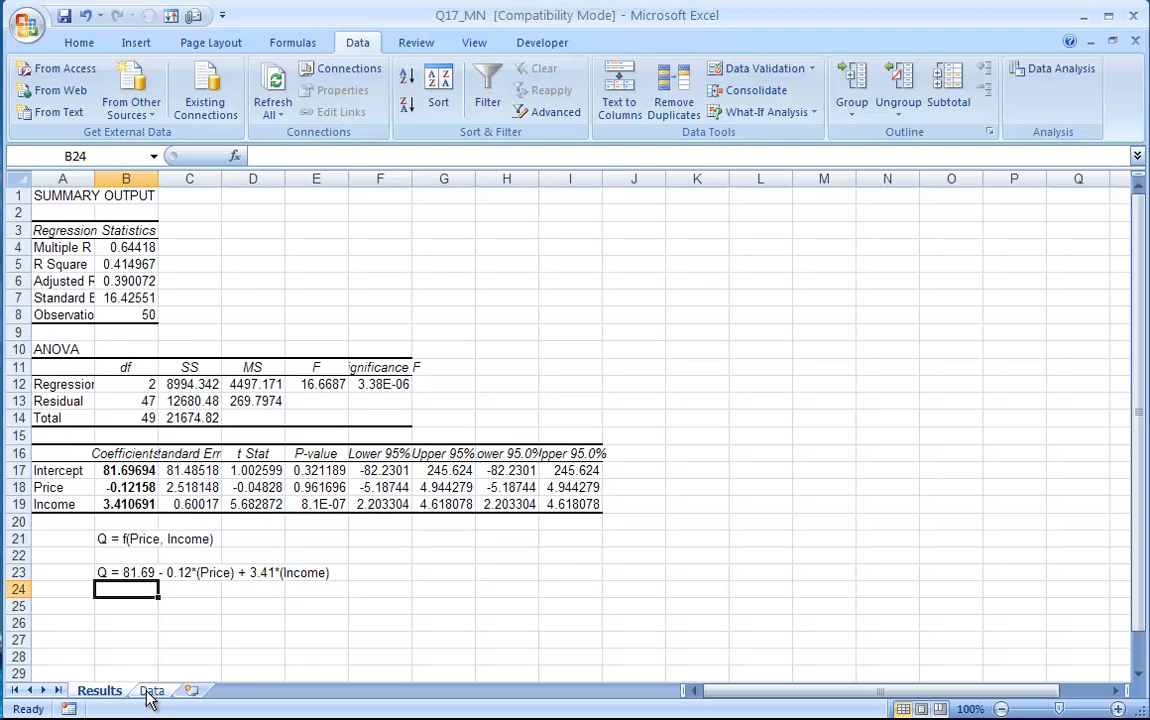 Q17_MN [Compatibility Mode] - Microsoft Excel
Home Insert Page Layout Formulas Data Review View Developer
From Access
From Web
From Text
From Other Sources
Existing Connections
Get External Data
Refresh All
Connections
Properties
Edit Links
Connections
Sort
Filter
Clear
Reapply
Advanced
Sort & Filter
Text to Columns
Remove Duplicates
Data Validation
Consolidate
What-If Analysis
Data Tools
Group
Ungroup
Subtotal
Outline
Data Analysis
Analysis
B24 fx
A B C D E F G H I J K L M N O P Q
1 SUMMARY OUTPUT
2
3 Regression Statistics
4 Multiple R 0.64418
5 R Square 0.414967
6 Adjusted R 0.390072
7 Standard E 16.42551
8 Observatio 50
9
10 ANOVA
11 df SS MS F ignificance F
12 Regression 2 8994.342 4497.171 16.6687 3.38E-06
13 Residual 47 12680.48 269.7974
14 Total 49 21674.82
15
16 Coefficients tandard Err t Stat P-value Lower 95% Upper 95% ower 95.0% pper 95.0%
17 Intercept 81.69694 81.48518 1.002599 0.321189 -82.2301 245.624 -82.2301 245.624
18 Price -0.12158 2.518148 -0.04828 0.961696 -5.18744 4.944279 -5.18744 4.944279
19 Income 3.410691 0.60017 5.682872 8.1E-07 2.203304 4.618078 2.203304 4.618078
20
21 Q = f(Price, Income)
22
23 Q = 81.69 - 0.12*(Price) + 3.41*(Income)
24
25
26
27
28
29
Results Data
Ready 100%